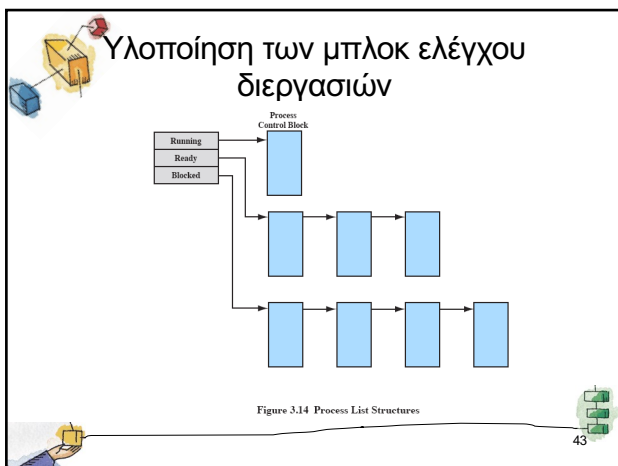 Υλοποίηση των μπλοκ ελέγχου
διεργασιών
Process
Control Block
Running
Ready
Blocked
Figure 3.14 Process List Structures
43